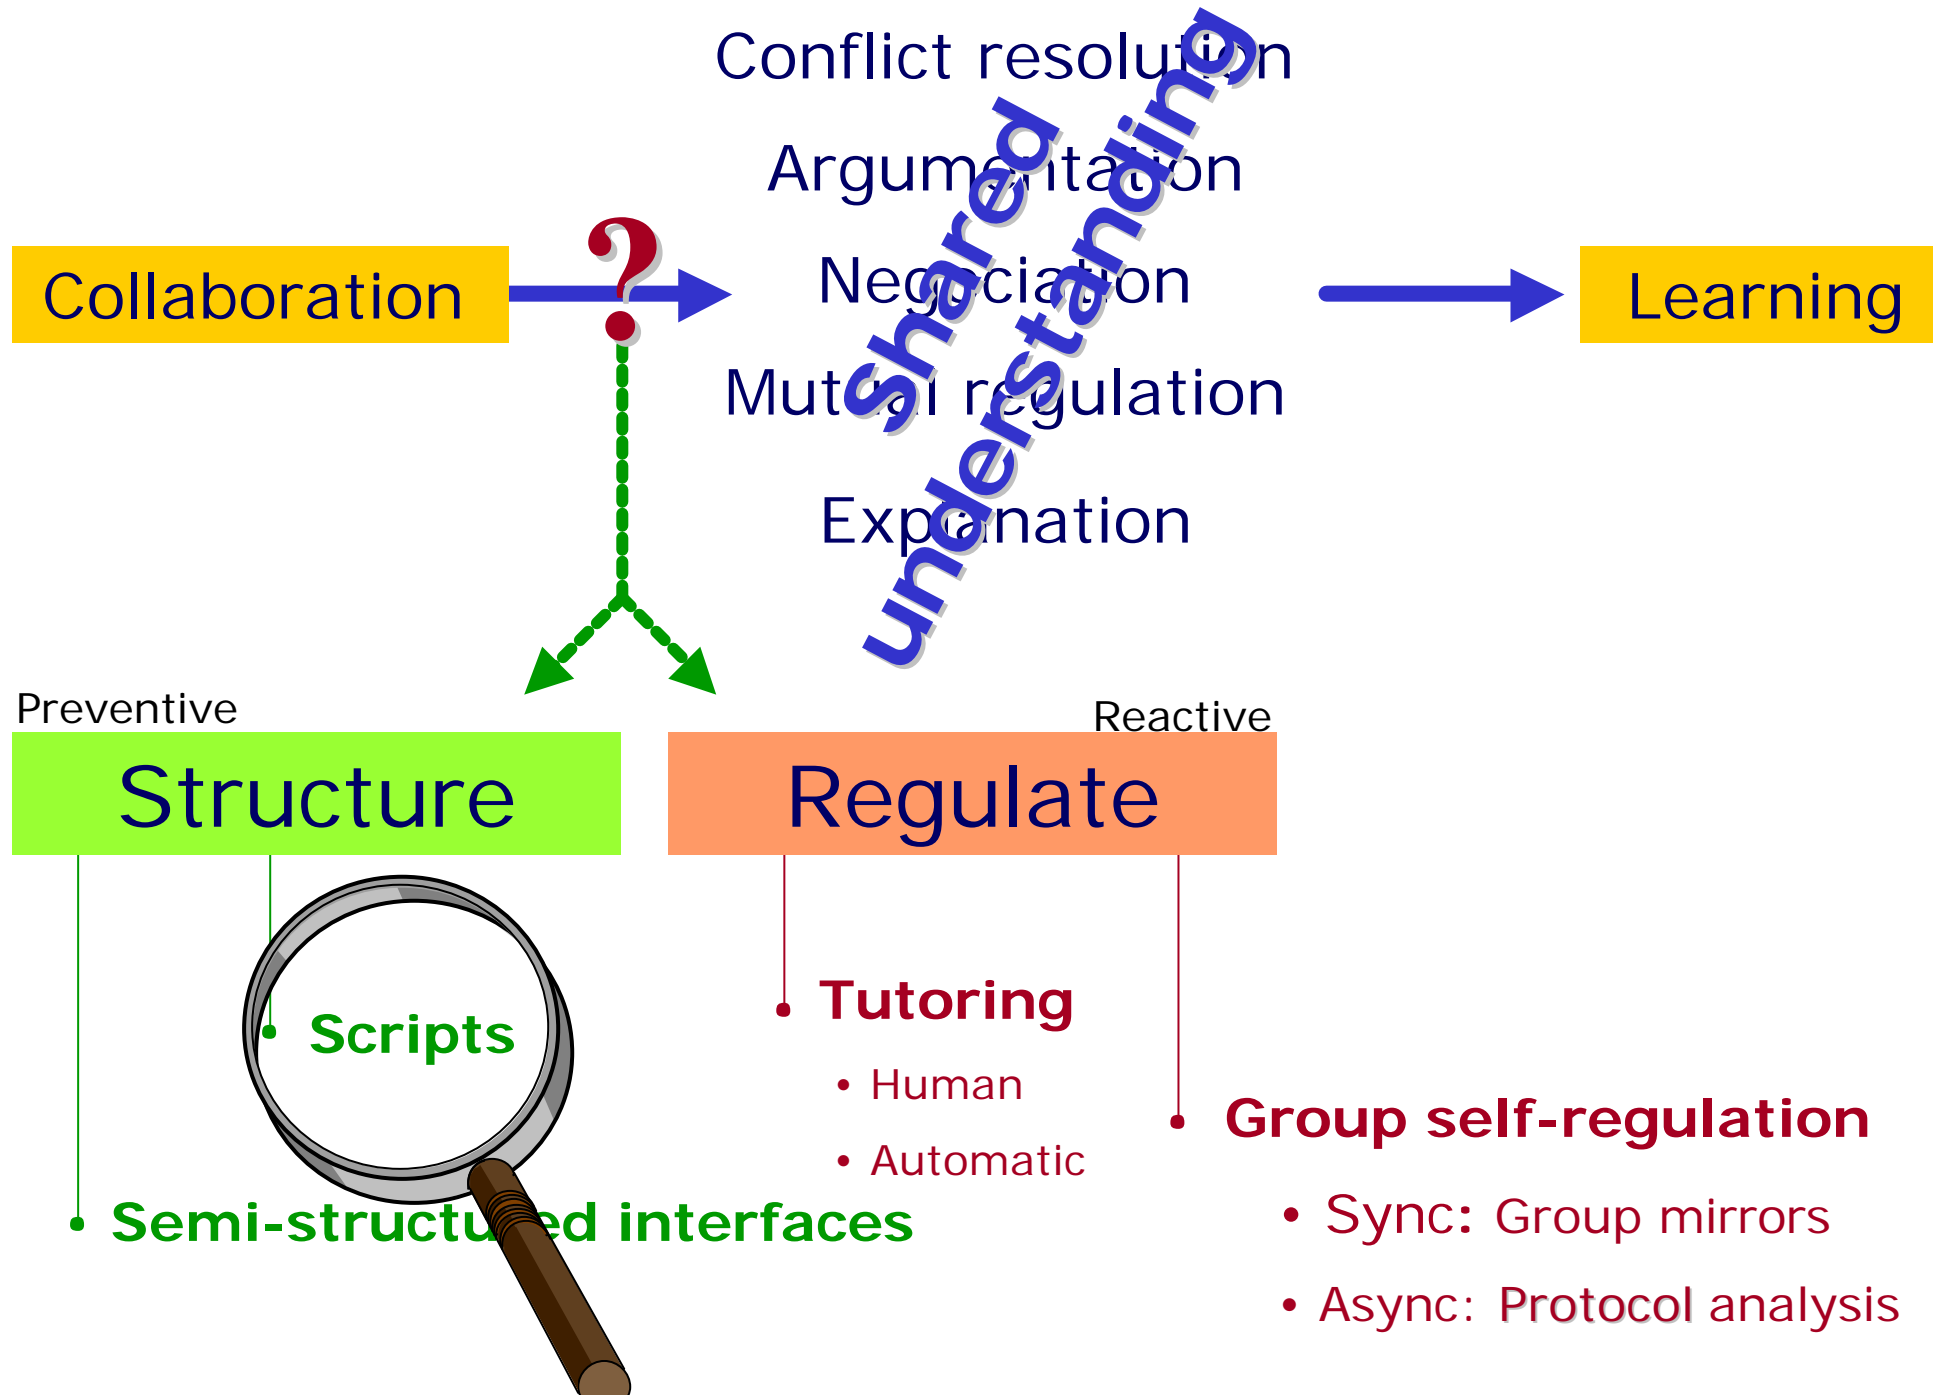 Conflict resolution
Argumentation
Negociation
Mutual regulation
Explanation
Shared
understanding
Collaboration
?
Learning
Preventive
Structure
Reactive
Regulate
Scripts
Semi-structured interfaces
Tutoring
• Human
• Automatic
Group self-regulation
• Sync: Group mirrors
• Async: Protocol analysis